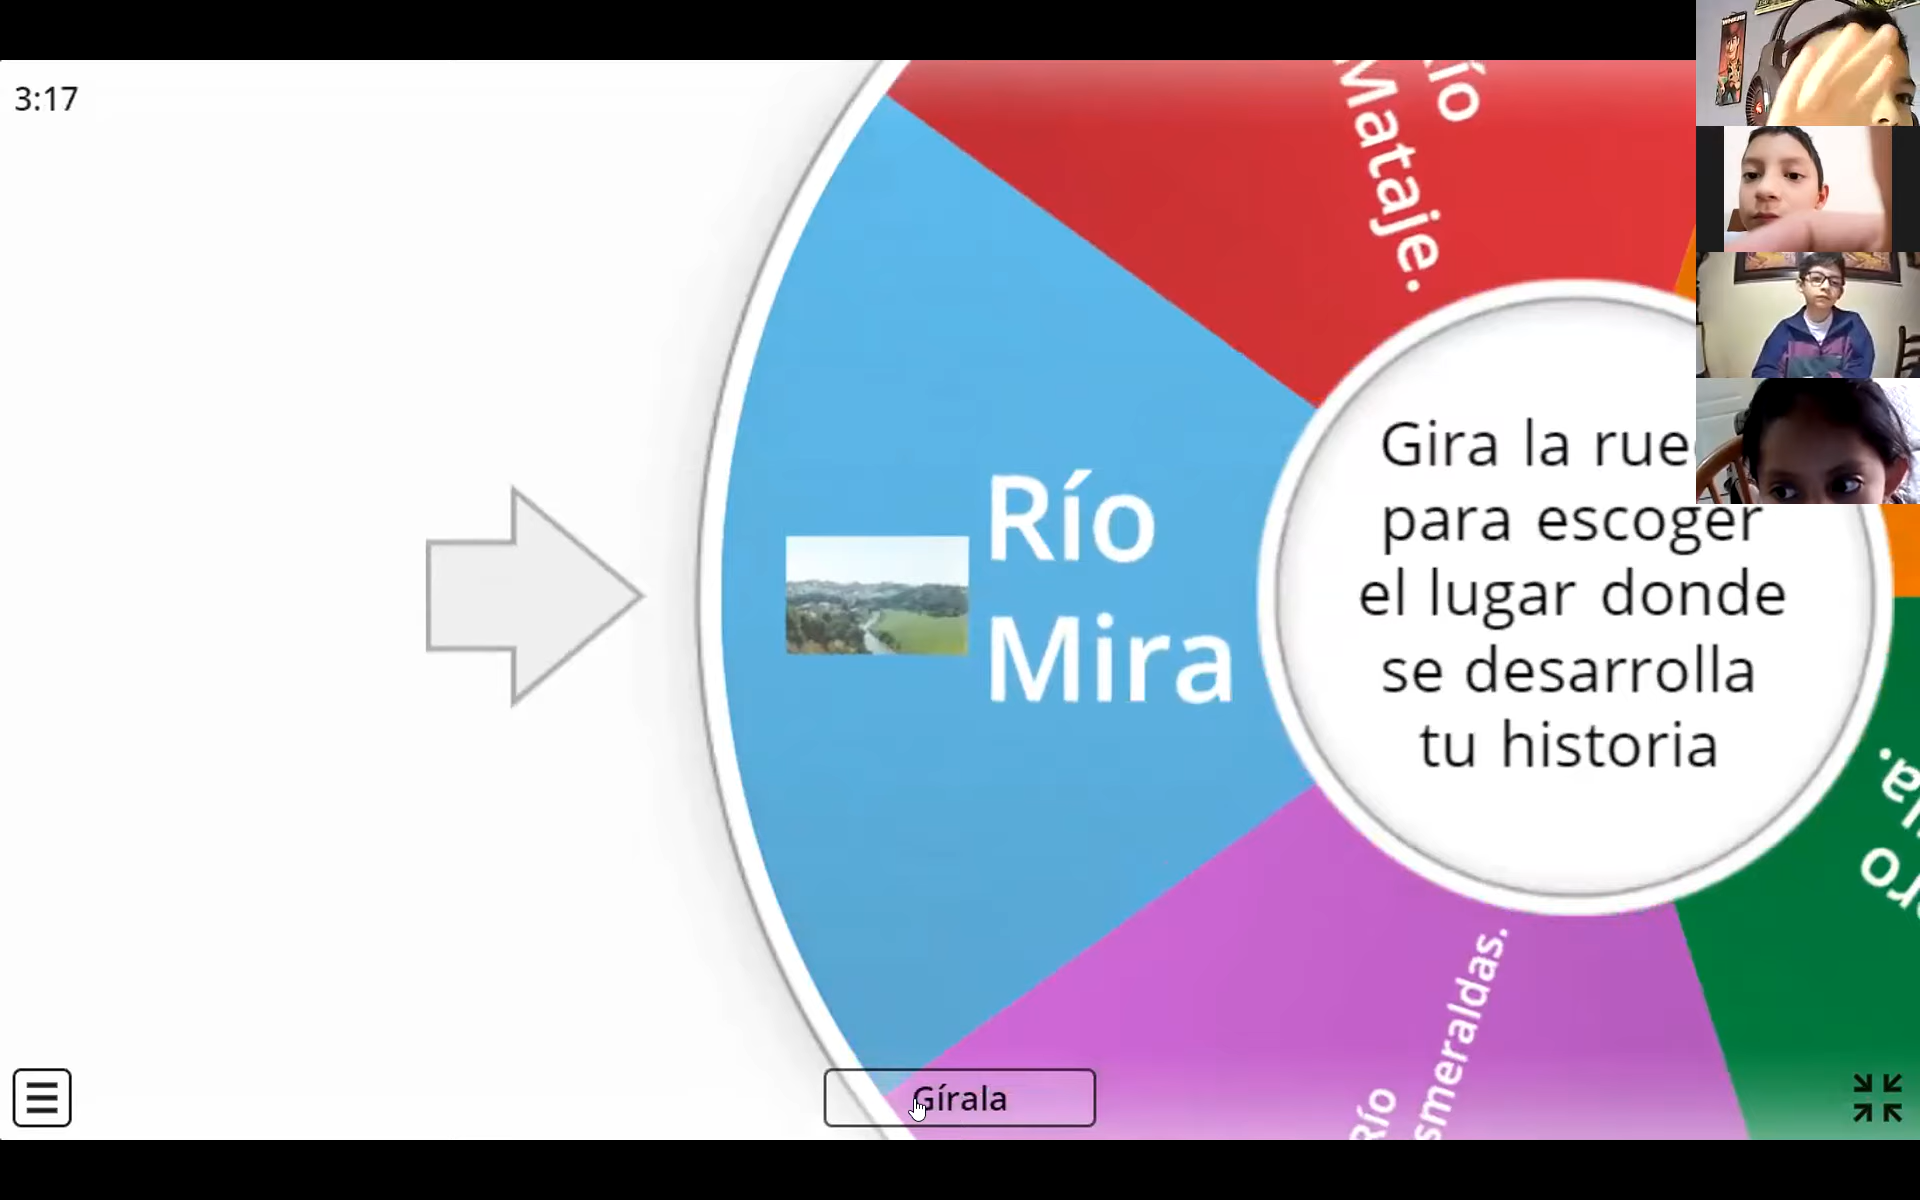 3:17
Río
Mataje.
Río
Mira
Gira la rue
para escoger
el lugar donde
se desarrolla
tu historia
Río
smeraldas.
Gírala